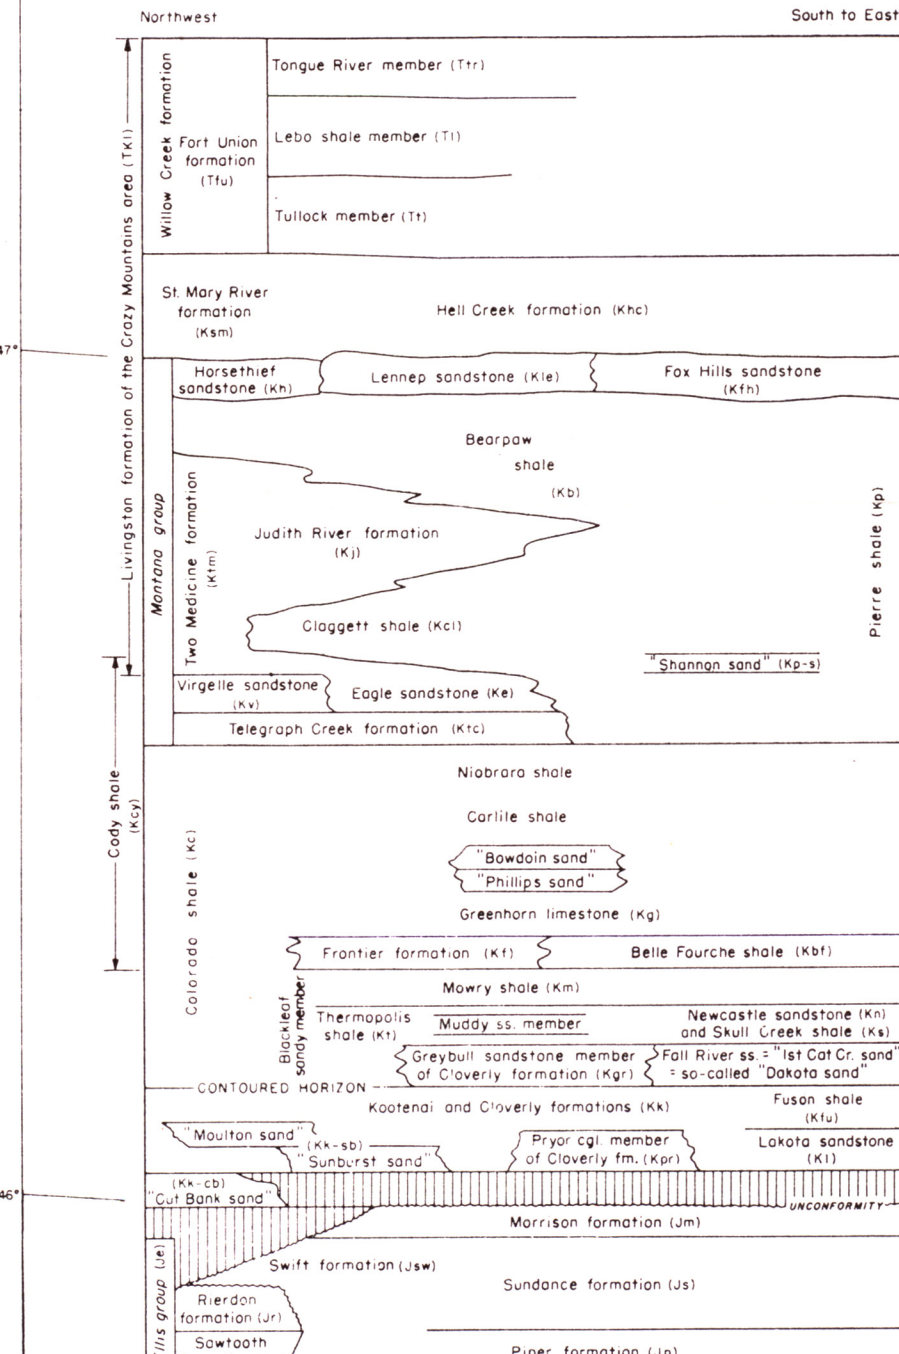 Northwest
South to East
Willow Creek formation
Fort Union
formation
(Tfu)
Tongue River member (Ttr)
Lebo shale member (Tl)
Tullock member (Tt)
Livingston formation of the Crazy Mountains area (TKl)
St. Mary River
formation
(Ksm)
Hell Creek formation (Khc)
47°
Horsethief
sandstone (Kh)
Lennep sandstone (Kle)
Fox Hills sandstone
(Kfh)
Montana group
Two Medicine formation
(Ktm)
Bearpaw
shale
(Kb)
Judith River formation
(Kj)
Claggett shale (Kcl)
Pierre shale (Kp)
"Shannon sand" (Kp-s)
Virgelle sandstone
(Kv)
Eagle sandstone (Ke)
Telegraph Creek formation (Ktc)
Cody shale
(Kcy)
Colorado shale (Kc)
Niobrara shale
Carlile shale
"Bowdoin sand"
"Phillips sand"
Greenhorn limestone (Kg)
Frontier formation (Kf)
Belle Fourche shale (Kbf)
Mowry shale (Km)
Blackleaf
sandy member
Thermopolis
shale (Kt)
Muddy ss. member
Newcastle sandstone (Kn)
and Skull Creek shale (Ks)
Greybull sandstone member
of Cloverly formation (Kgr)
Fall River ss. = "1st Cat Cr. sand"
= so-called "Dakota sand"
CONTOURED HORIZON
Kootenai and Cloverly formations (Kk)
Fuson shale
(Kfu)
"Moulton sand"
(Kk-sb)
"Sunburst sand"
Pryor cgl. member
of Cloverly fm. (Kpr)
Lakota sandstone
(Kl)
46°
(Kk-cb)
"Cut Bank sand"
UNCONFORMITY
Morrison formation (Jm)
Swift formation (Jsw)
Sundance formation (Js)
Ellis group (Je)
Rierdon
formation (Jr)
Sawtooth
Piper formation (Jp)